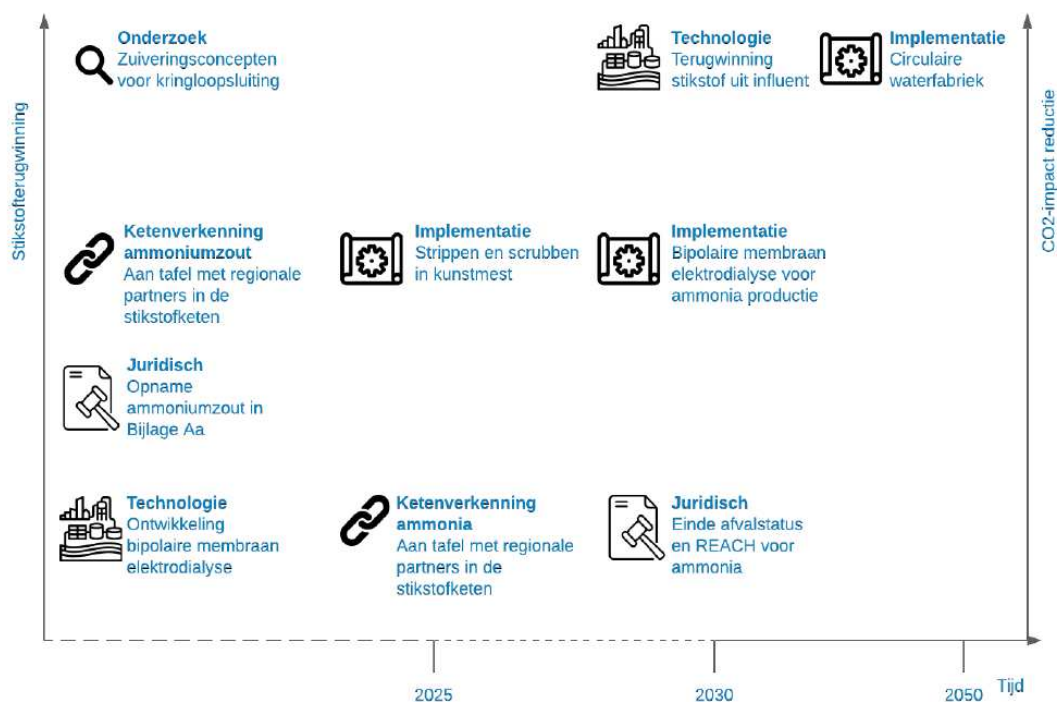 Stikstofterugwinning
Onderzoek
Zuiveringsconcepten
voor kringloopsluiting
Technologie
Terugwinning
stikstof uit influent
Implementatie
Circulaire
waterfabriek
CO2-impact reductie
Ketenverkenning
ammoniumzout
Aan tafel met regionale
partners in de
stikstofketen
Implementatie
Strippen en scrubben
in kunstmest
Implementatie
Bipolaire membraan
elektrodialyse voor
ammonia productie
Juridisch
Opname
ammoniumzout in
Bijlage Aa
Technologie
Ontwikkeling
bipolaire membraan
elektrodialyse
Ketenverkenning
ammonia
Aan tafel met regionale
partners in de
stikstofketen
Juridisch
Einde afvalstatus
en REACH voor
ammonia
2025
2030
2050
Tijd